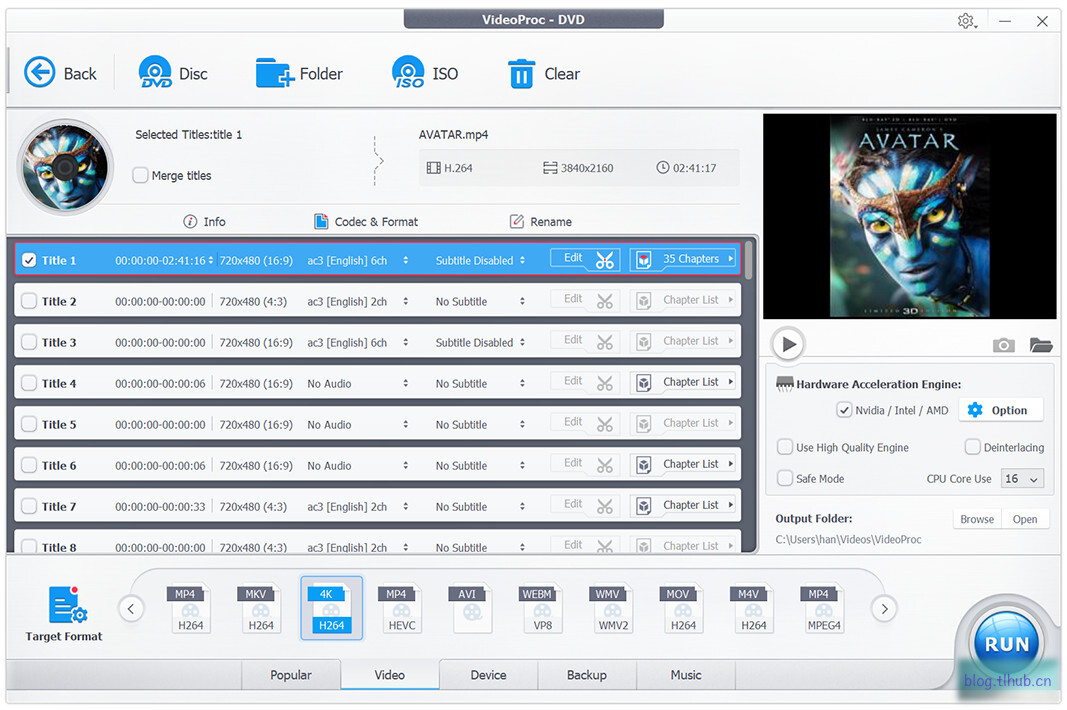 VideoProc - DVD
Back
DVD Disc
Folder
ISO ISO
Clear
Selected Titles:title 1
Merge titles
AVATAR.mp4
H.264 3840x2160 02:41:17
Info Codec & Format Rename
Title 1 00:00:00-02:41:16 720x480 (16:9) ac3 [English] 6ch Subtitle Disabled Edit 35 Chapters
Title 2 00:00:00-00:00:00 720x480 (4:3) ac3 [English] 2ch No Subtitle Edit Chapter List
Title 3 00:00:00-00:00:00 720x480 (16:9) ac3 [English] 6ch Subtitle Disabled Edit Chapter List
Title 4 00:00:00-00:00:06 720x480 (16:9) No Audio No Subtitle Edit Chapter List
Title 5 00:00:00-00:00:00 720x480 (16:9) No Audio No Subtitle Edit Chapter List
Title 6 00:00:00-00:00:06 720x480 (16:9) No Audio No Subtitle Edit Chapter List
Title 7 00:00:00-00:00:33 720x480 (4:3) ac3 [English] 2ch No Subtitle Edit Chapter List
Title 8 00:00:00-00:00:00 720x480 (4:3) ac3 [English] 2ch No Subtitle Edit Chapter List
JAMES CAMERON'S
AVATAR
LIMITED 3D EDITION
Hardware Acceleration Engine:
Nvidia / Intel / AMD Option
Use High Quality Engine Deinterlacing
Safe Mode CPU Core Use 16
Output Folder: Browse Open
C:\Users\han\Videos\VideoProc
Target Format
MP4 H264
MKV H264
4K H264
MP4 HEVC
AVI
WEBM VP8
WMV WMV2
MOV H264
M4V H264
MP4 MPEG4
RUN
Popular Video Device Backup Music
blog.tlhub.cn